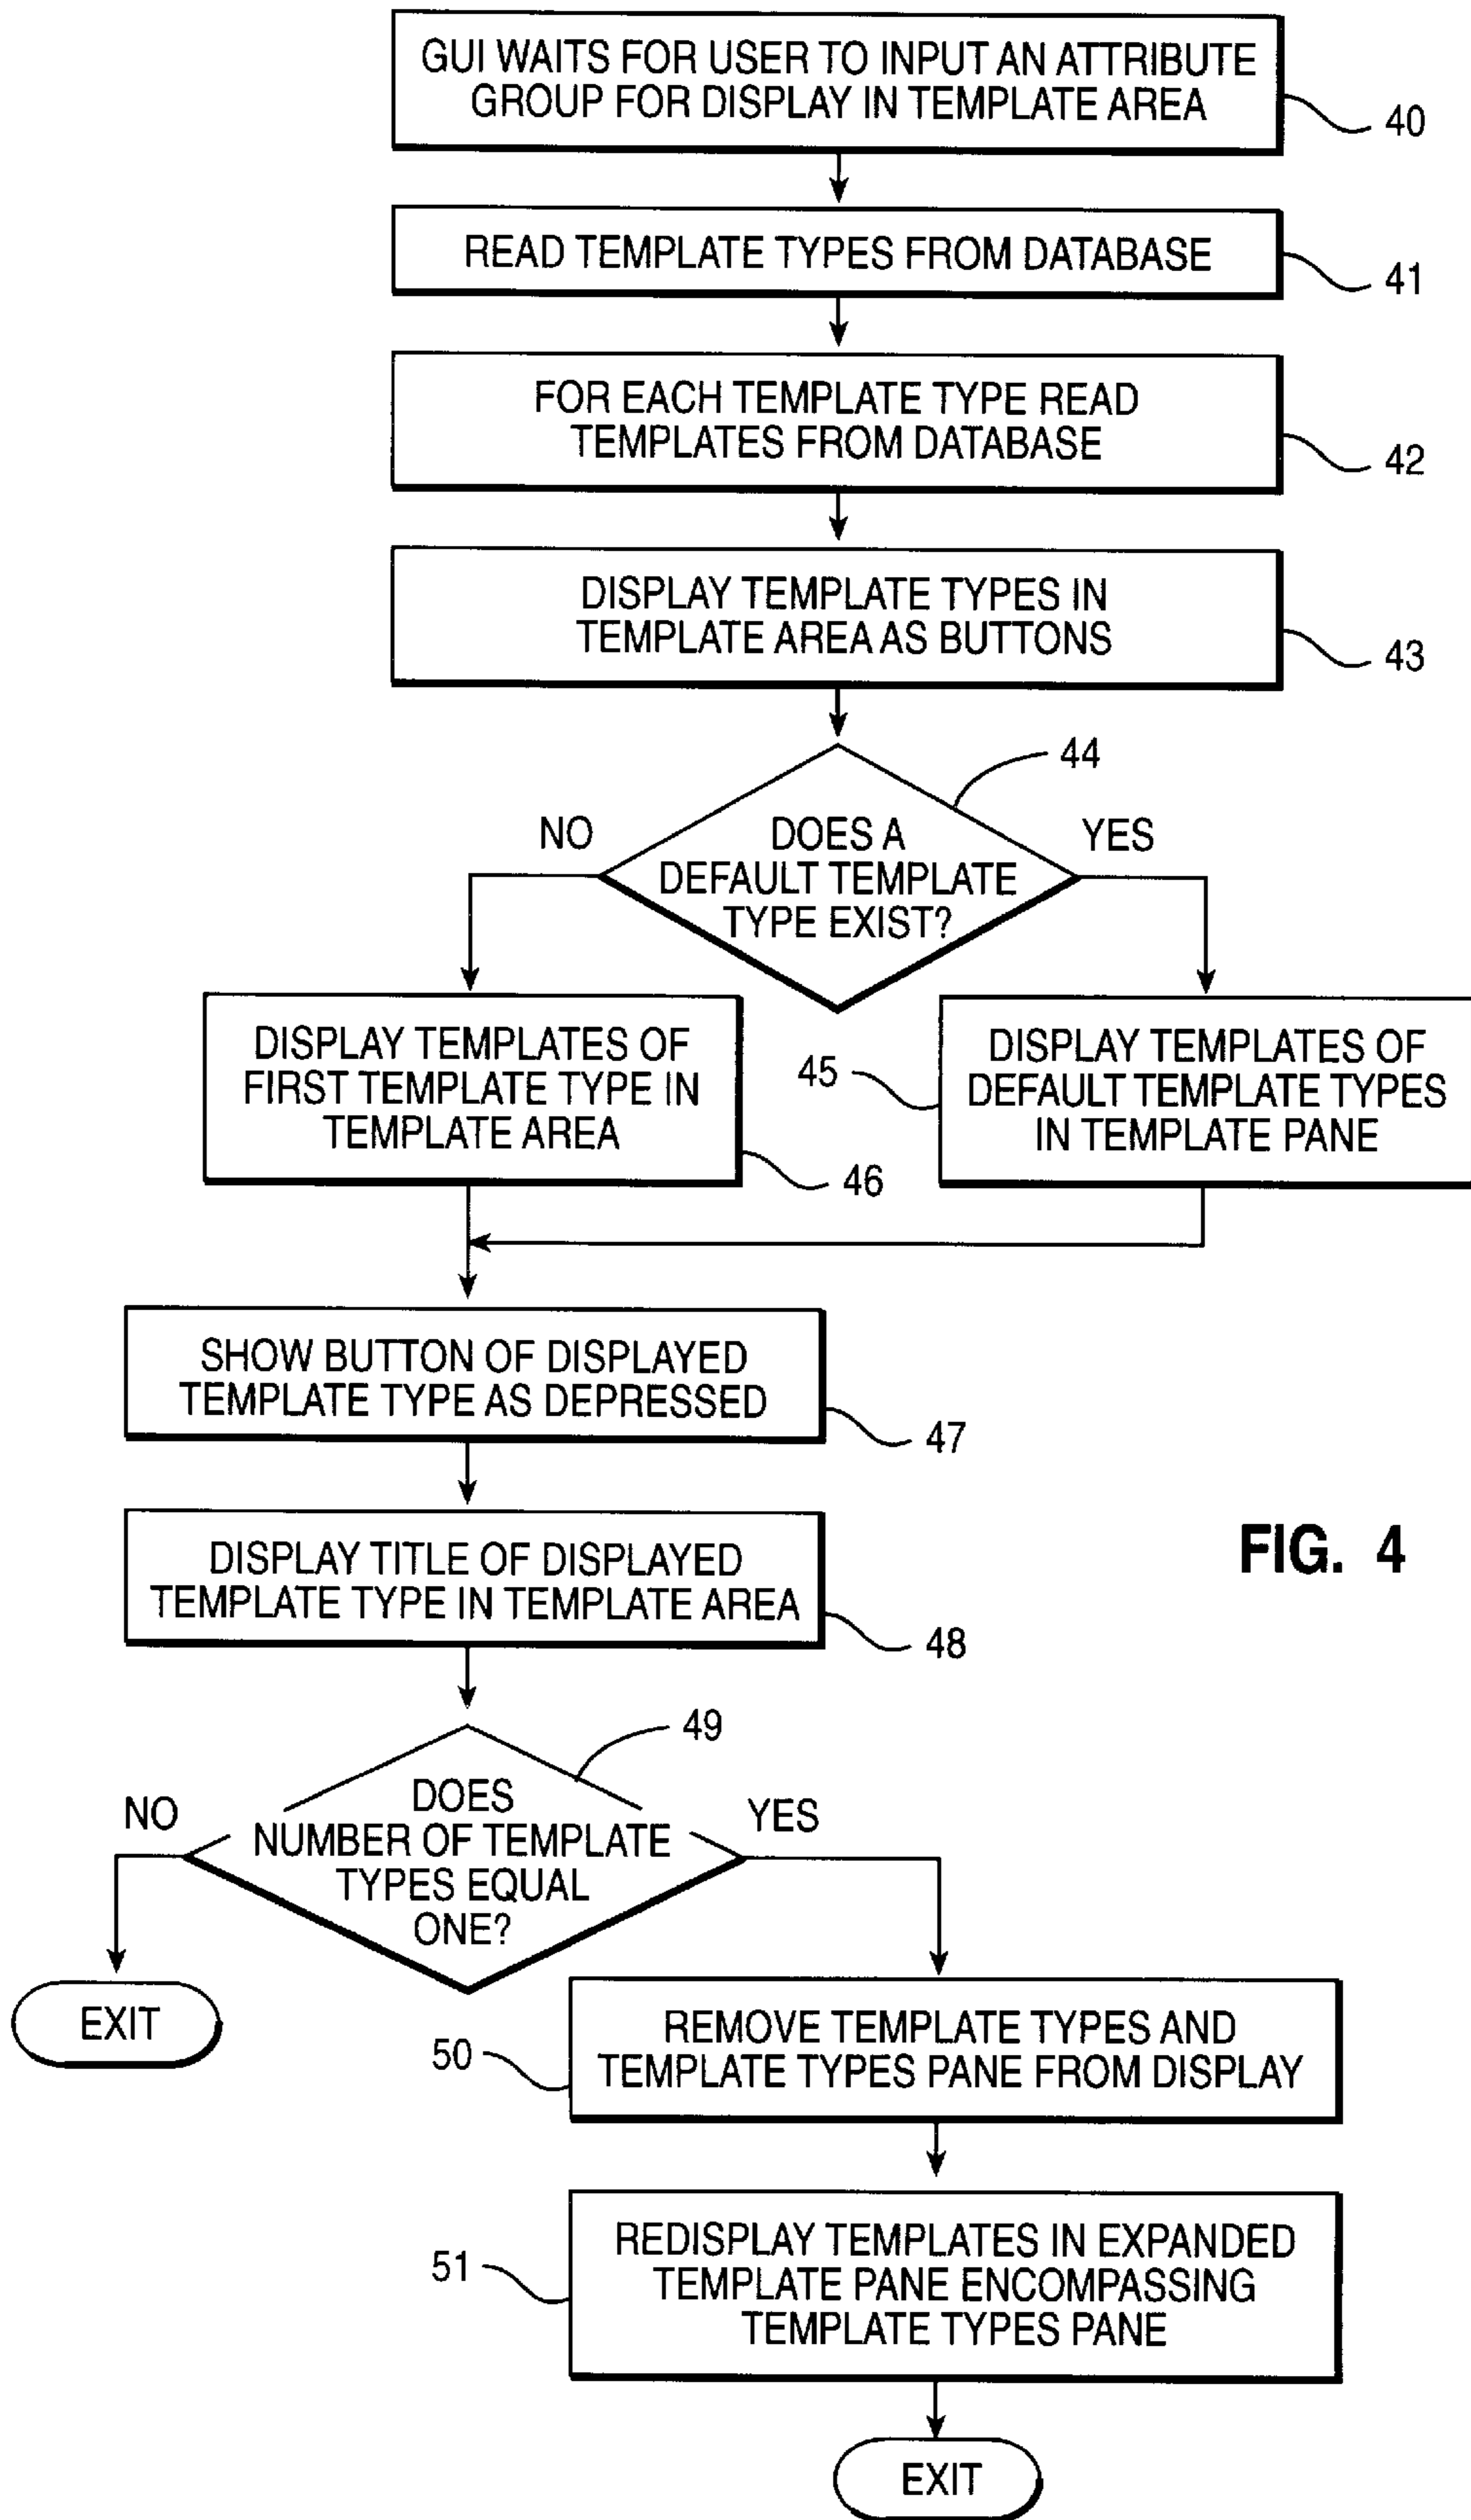 GUI WAITS FOR USER TO INPUT AN ATTRIBUTE
GROUP FOR DISPLAY IN TEMPLATE AREA
40
READ TEMPLATE TYPES FROM DATABASE
41
FOR EACH TEMPLATE TYPE READ
TEMPLATES FROM DATABASE
42
DISPLAY TEMPLATE TYPES IN
TEMPLATE AREA AS BUTTONS
43
44
NO
DOES A
DEFAULT TEMPLATE
TYPE EXIST?
YES
DISPLAY TEMPLATES OF
FIRST TEMPLATE TYPE IN
TEMPLATE AREA
46
45
DISPLAY TEMPLATES OF
DEFAULT TEMPLATE TYPES
IN TEMPLATE PANE
SHOW BUTTON OF DISPLAYED
TEMPLATE TYPE AS DEPRESSED
47
DISPLAY TITLE OF DISPLAYED
TEMPLATE TYPE IN TEMPLATE AREA
48
FIG. 4
49
NO
DOES
NUMBER OF TEMPLATE
TYPES EQUAL
ONE?
YES
EXIT
50
REMOVE TEMPLATE TYPES AND
TEMPLATE TYPES PANE FROM DISPLAY
51
REDISPLAY TEMPLATES IN EXPANDED
TEMPLATE PANE ENCOMPASSING
TEMPLATE TYPES PANE
EXIT